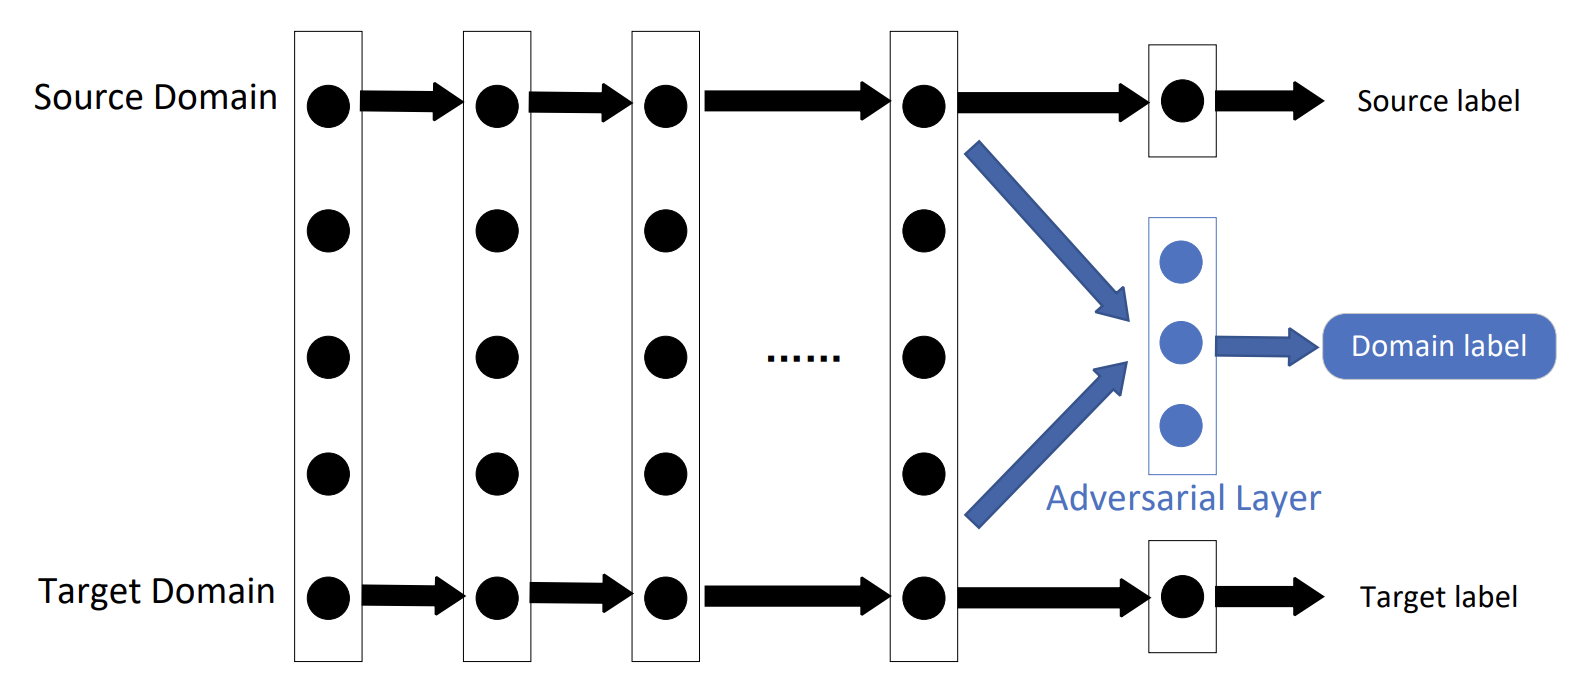 Source Domain
Source label
......
Domain label
Adversarial Layer
Target Domain
Target label